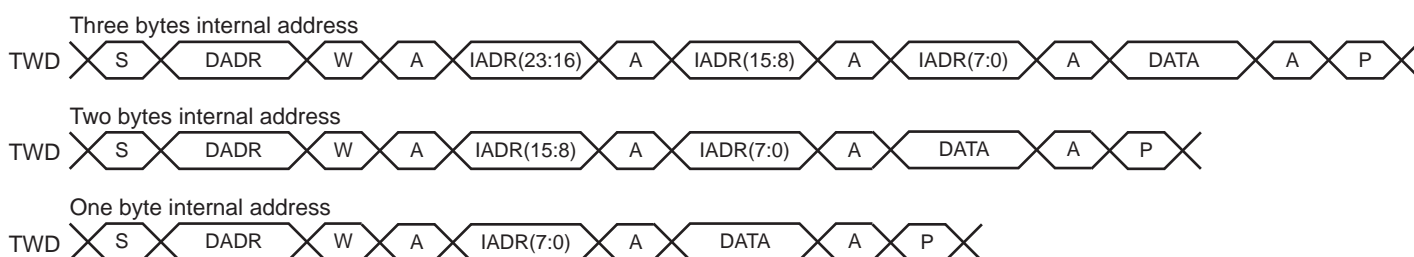 Three bytes internal address
TWD S DADR W A IADR(23:16) A IADR(15:8) A IADR(7:0) A DATA A P
Two bytes internal address
TWD S DADR W A IADR(15:8) A IADR(7:0) A DATA A P
One byte internal address
TWD S DADR W A IADR(7:0) A DATA A P